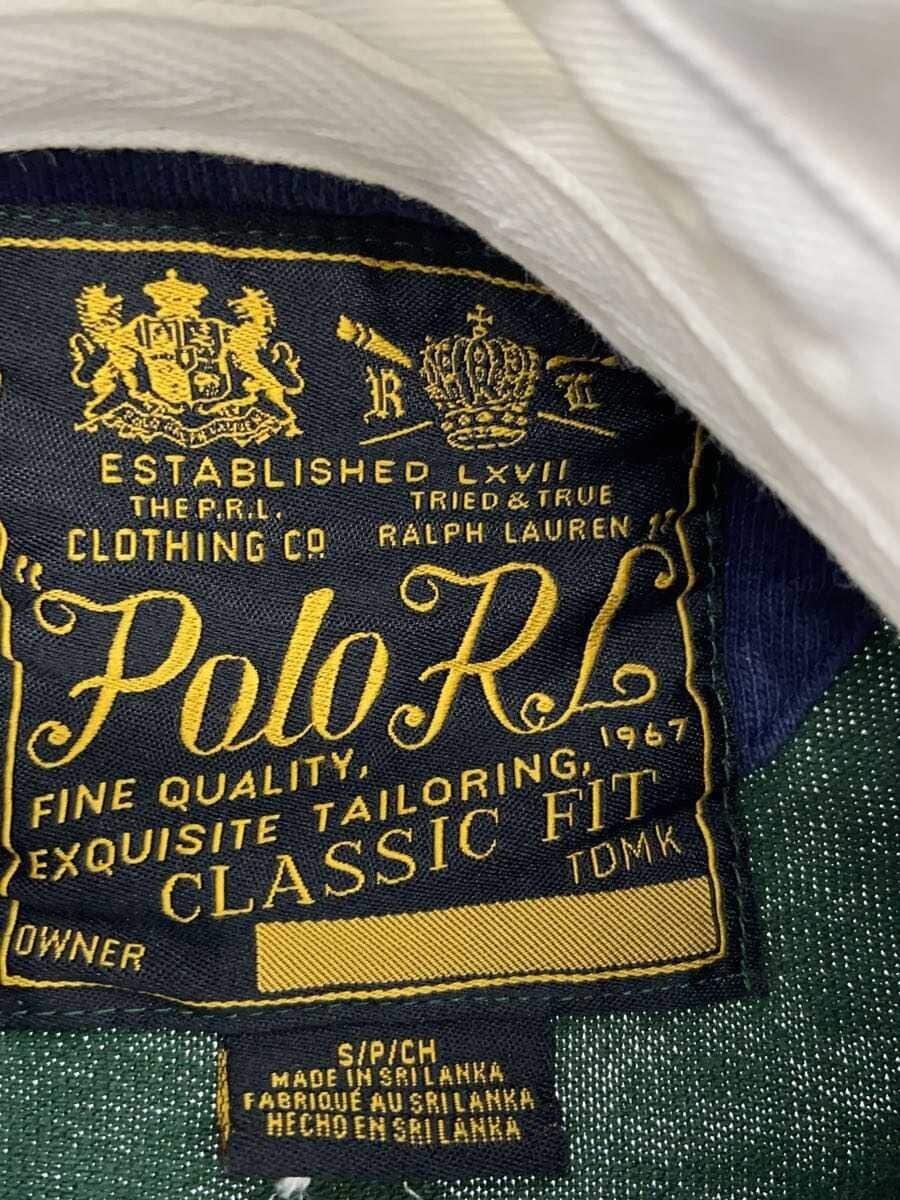 R L
ESTABLISHED LXVII
THE P.R.L. TRIED & TRUE
CLOTHING Cº RALPH LAUREN
"Polo RL"
1967
FINE QUALITY,
EXQUISITE TAILORING,
CLASSIC FIT
TDMK
OWNER
S/P/CH
MADE IN SRI LANKA
FABRIQUÉ AU SRI LANKA
HECHO EN SRI LANKA